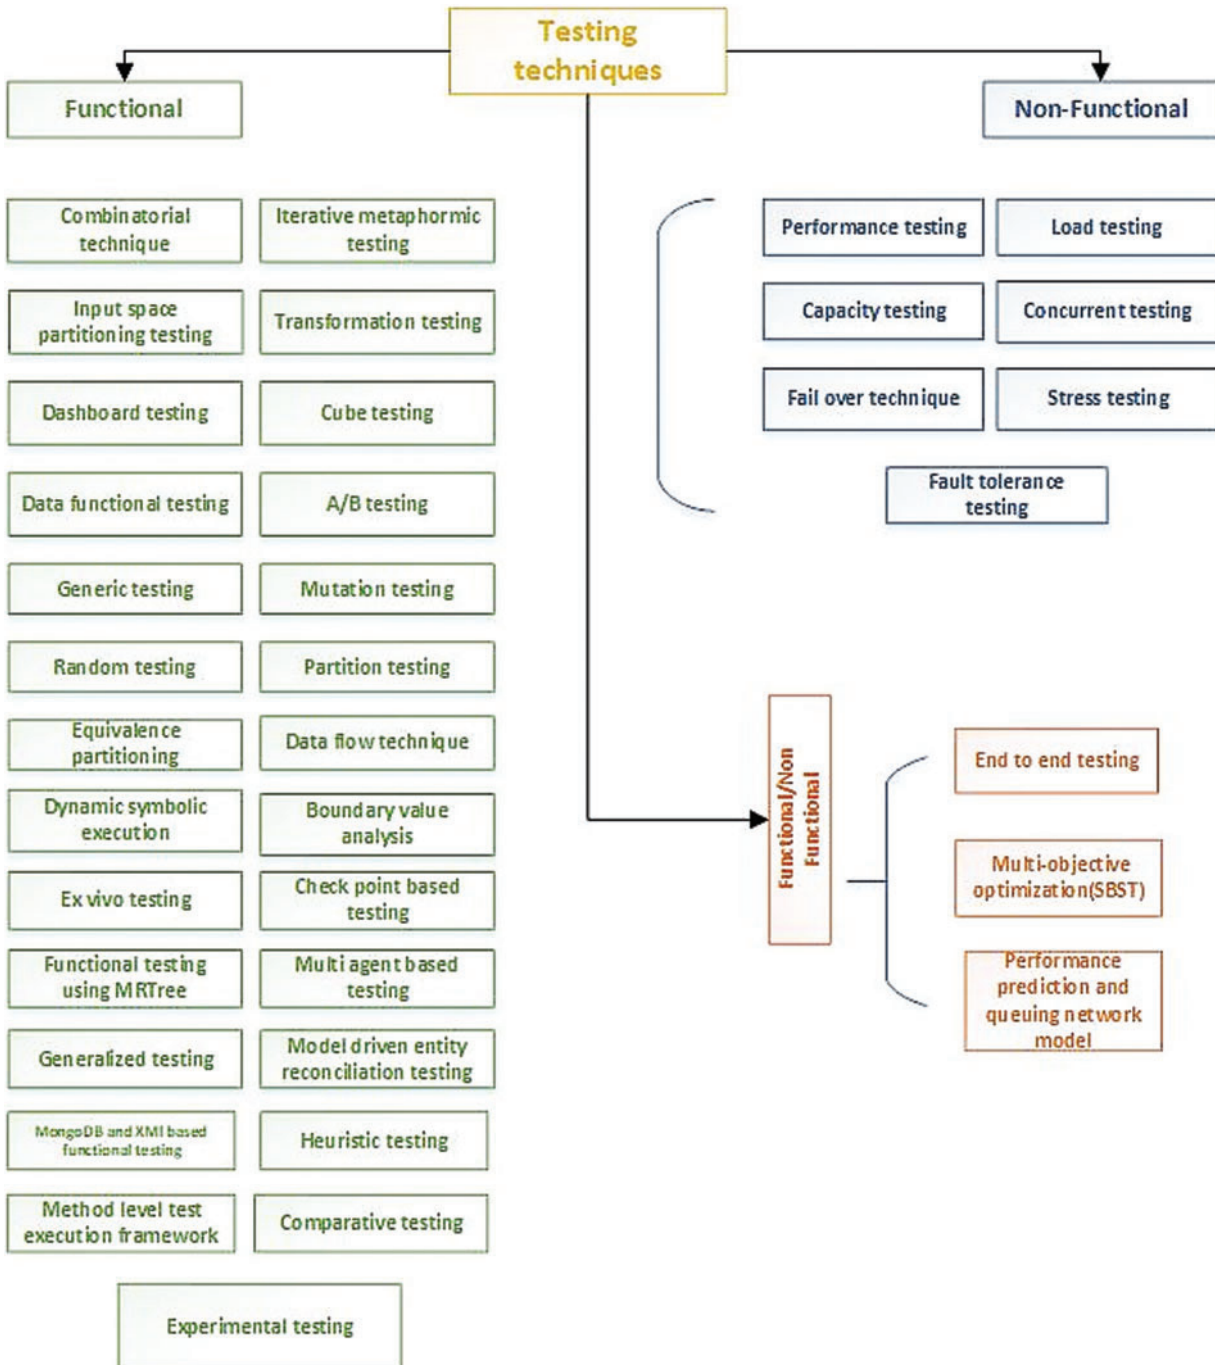 Testing
techniques
Functional
Non-Functional
Combinatorial
technique
Iterative metaphormic
testing
Input space
partitioning testing
Transformation testing
Dashboard testing
Cube testing
Data functional testing
A/B testing
Generic testing
Mutation testing
Random testing
Partition testing
Equivalence
partitioning
Data flow technique
Dynamic symbolic
execution
Boundary value
analysis
Ex vivo testing
Check point based
testing
Functional testing
using MRTree
Multi agent based
testing
Generalized testing
Model driven entity
reconciliation testing
MongoDB and XMI based
functional testing
Heuristic testing
Method level test
execution framework
Comparative testing
Experimental testing
Performance testing
Load testing
Capacity testing
Concurrent testing
Fail over technique
Stress testing
Fault tolerance
testing
Functional/Non
Functional
End to end testing
Multi-objective
optimization(SBST)
Performance
prediction and
queuing network
model